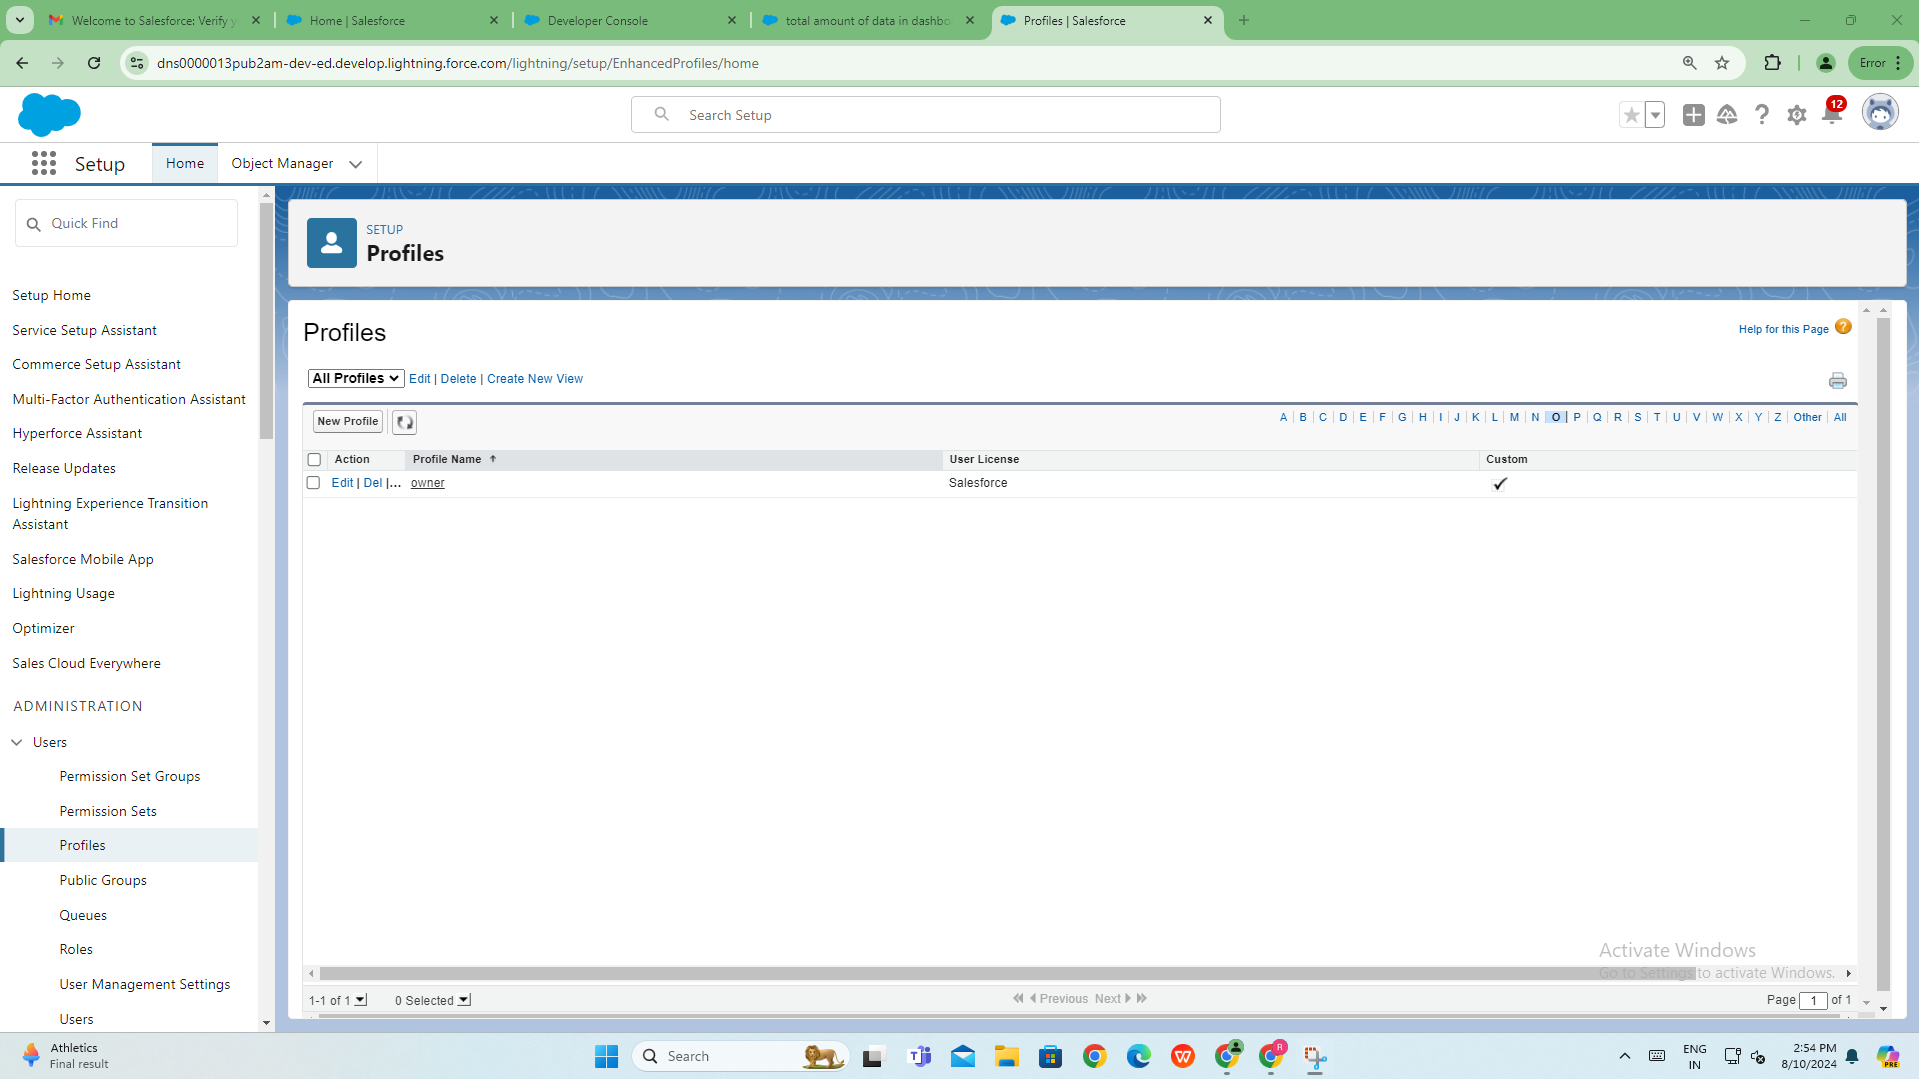 Welcome to Salesforce: Verify y
Home | Salesforce
Developer Console
total amount of data in dashbo
Profiles | Salesforce
dns0000013pub2am-dev-ed.develop.lightning.force.com/lightning/setup/EnhancedProfiles/home
Error
Search Setup
12
Setup
Home
Object Manager
Quick Find
Setup Home
Service Setup Assistant
Commerce Setup Assistant
Multi-Factor Authentication Assistant
Hyperforce Assistant
Release Updates
Lightning Experience Transition
Assistant
Salesforce Mobile App
Lightning Usage
Optimizer
Sales Cloud Everywhere
ADMINISTRATION
Users
Permission Set Groups
Permission Sets
Profiles
Public Groups
Queues
Roles
User Management Settings
Users
SETUP
Profiles
Profiles
Help for this Page
All Profiles Edit | Delete | Create New View
New Profile
A | B | C | D | E | F | G | H | I | J | K | L | M | N | O | P | Q | R | S | T | U | V | W | X | Y | Z | Other | All
Action Profile Name User License Custom
Edit | Del |... owner Salesforce
Activate Windows
Go to Settings to activate Windows.
1-1 of 1 0 Selected Previous Next Page 1 of 1
Athletics
Final result
Search
R
ENG
IN
2:54 PM
8/10/2024
PRE